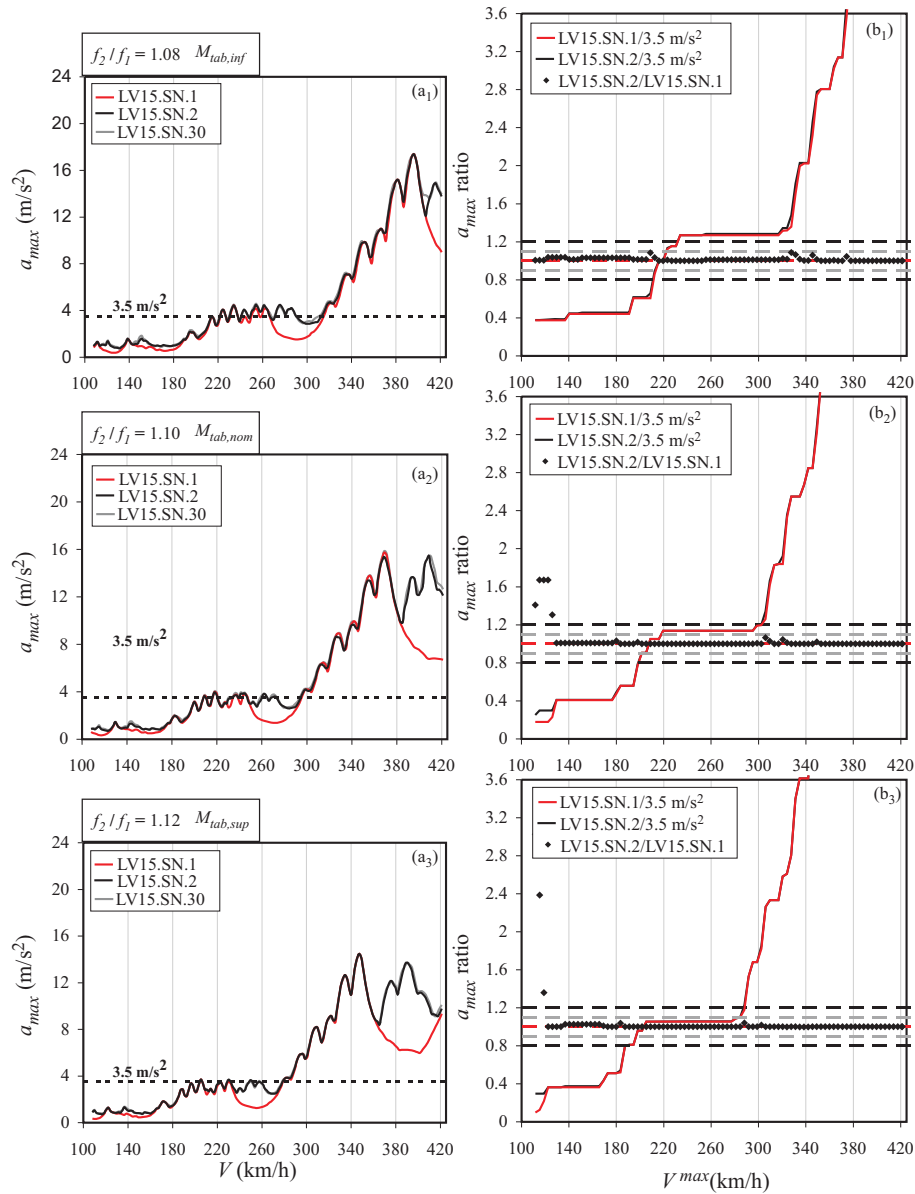 f2 / f1 = 1.08 Mtab,inf
(a1)
LV15.SN.1
LV15.SN.2
LV15.SN.30
3.5 m/s²
24
20
16
12
8
4
0
100 140 180 220 260 300 340 380 420
amax (m/s²)
V (km/h)
(b1)
LV15.SN.1/3.5 m/s²
LV15.SN.2/3.5 m/s²
LV15.SN.2/LV15.SN.1
3.6
3.2
2.8
2.4
2.0
1.6
1.2
0.8
0.4
0
100 140 180 220 260 300 340 380 420
amax ratio
f2 / f1 = 1.10 Mtab,nom
(a2)
LV15.SN.1
LV15.SN.2
LV15.SN.30
3.5 m/s²
24
20
16
12
8
4
0
100 140 180 220 260 300 340 380 420
amax (m/s²)
(b2)
LV15.SN.1/3.5 m/s²
LV15.SN.2/3.5 m/s²
LV15.SN.2/LV15.SN.1
3.6
3.2
2.8
2.4
2.0
1.6
1.2
0.8
0.4
0
100 140 180 220 260 300 340 380 420
amax ratio
f2 / f1 = 1.12 Mtab,sup
(a3)
LV15.SN.1
LV15.SN.2
LV15.SN.30
3.5 m/s²
24
20
16
12
8
4
0
100 140 180 220 260 300 340 380 420
amax (m/s²)
V (km/h)
(b3)
LV15.SN.1/3.5 m/s²
LV15.SN.2/3.5 m/s²
LV15.SN.2/LV15.SN.1
3.6
3.2
2.8
2.4
2.0
1.6
1.2
0.8
0.4
0
100 140 180 220 260 300 340 380 420
amax ratio
Vmax(km/h)